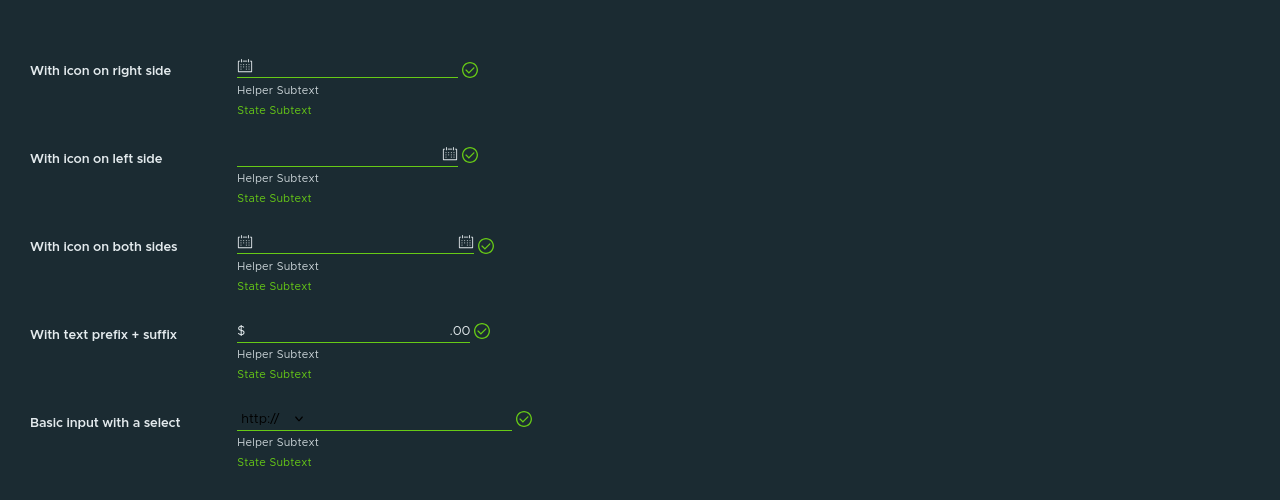 With icon on right side
Helper Subtext
State Subtext
With icon on left side
Helper Subtext
State Subtext
With icon on both sides
Helper Subtext
State Subtext
With text prefix + suffix
$ .00
Helper Subtext
State Subtext
Basic input with a select
http://
Helper Subtext
State Subtext